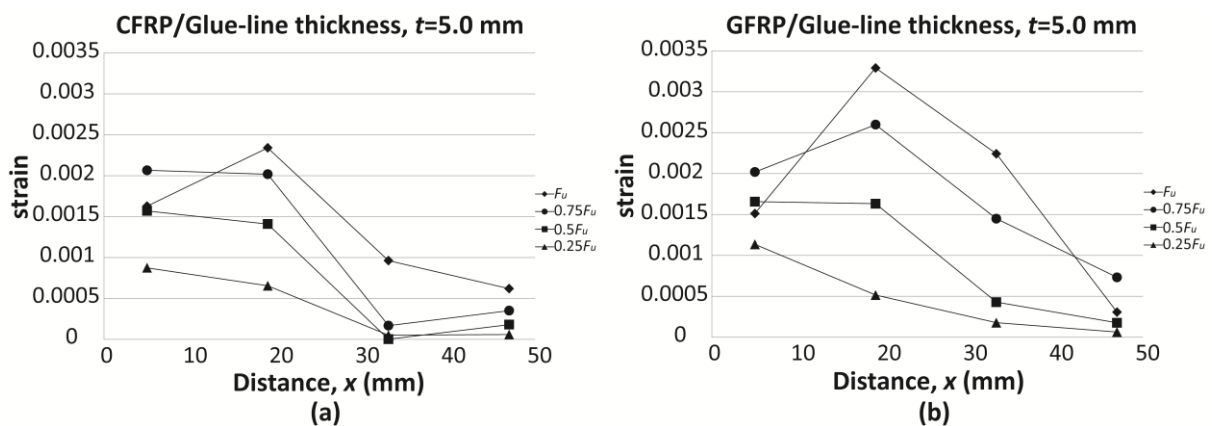 CFRP/Glue-line thickness, t=5.0 mm
0.0035
0.003
0.0025
0.002
0.0015
0.001
0.0005
0
strain
0 10 20 30 40 50
Distance, x (mm)
(a)
Fu
0.75Fu
0.5Fu
0.25Fu
GFRP/Glue-line thickness, t=5.0 mm
0.0035
0.003
0.0025
0.002
0.0015
0.001
0.0005
0
strain
0 10 20 30 40 50
Distance, x (mm)
(b)
Fu
0.75Fu
0.5Fu
0.25Fu